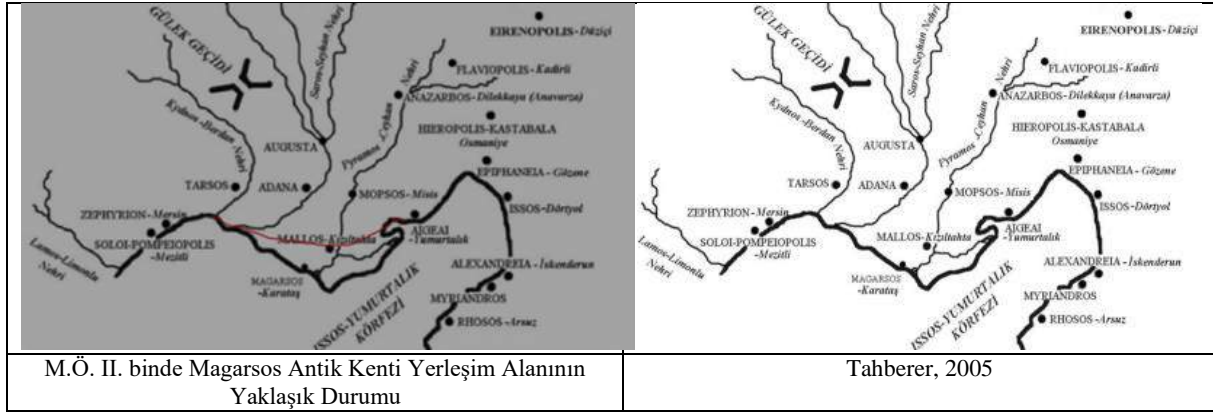 EIRENOPOLIS-Düziçi
GÜLEK GEÇİDİ
Saros-Seyhan Nehri
Nehri
FLAVIOPOLIS-Kadirli
ANAZARBOS-Dilekkaya (Anavarza)
Kydnos-Berdan Nehri
Pyramos-Ceyhan
HIEROPOLIS-KASTABALA
Osmaniye
AUGUSTA
EPIPHANEIA-Gözene
TARSOS
ADANA
MOPSOS-Misis
ISSOS-Dörtyol
ZEPHYRION-Mersin
AIGEAI
-Yumurtalık
SOLOI-POMPEIOPOLIS
-Mezitli
MALLOS-Kızıltahta
Lamos-Limonlu
Nehri
MAGARSOS
-Karataş
ALEXANDREIA-İskenderun
ISSOS-YUMURTALIK
KÖRFEZİ
MYRIANDROS
RHOSOS-Arsuz
EIRENOPOLIS-Düziçi
GÜLEK GEÇİDİ
Saros-Seyhan Nehri
Nehri
FLAVIOPOLIS-Kadirli
ANAZARBOS-Dilekkaya (Anavarza)
Kydnos-Berdan Nehri
Pyramos-Ceyhan
HIEROPOLIS-KASTABALA
Osmaniye
AUGUSTA
EPIPHANEIA-Gözene
TARSOS
ADANA
MOPSOS-Misis
ISSOS-Dörtyol
ZEPHYRION-Mersin
AIGEAI
-Yumurtalık
SOLOI-POMPEIOPOLIS
-Mezitli
MALLOS-Kızıltahta
Lamos-Limonlu
Nehri
MAGARSOS
-Karataş
ALEXANDREIA-İskenderun
ISSOS-YUMURTALIK
KÖRFEZİ
MYRIANDROS
RHOSOS-Arsuz
M.Ö. II. binde Magarsos Antik Kenti Yerleşim Alanının
Yaklaşık Durumu
Tahberer, 2005